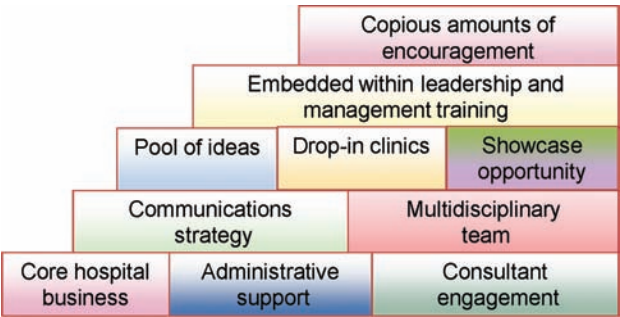 Copious amounts of
encouragement
Embedded within leadership and
management training
Pool of ideas
Drop-in clinics
Showcase
opportunity
Communications
strategy
Multidisciplinary
team
Core hospital
business
Administrative
support
Consultant
engagement